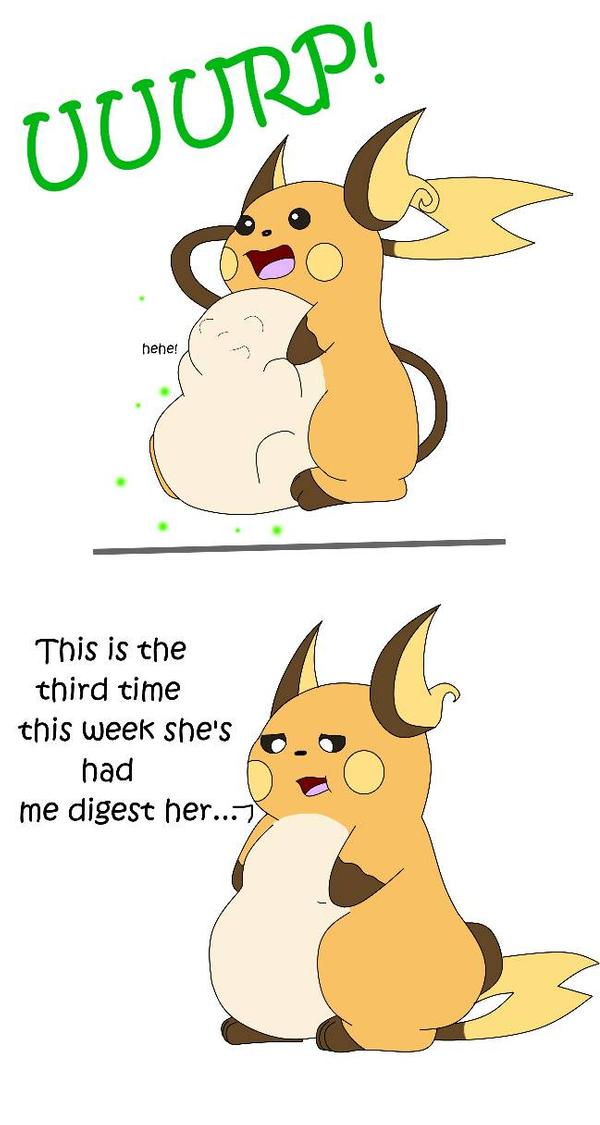 UUURP!
hehe!
This is the
third time
this week she's
had
me digest her...